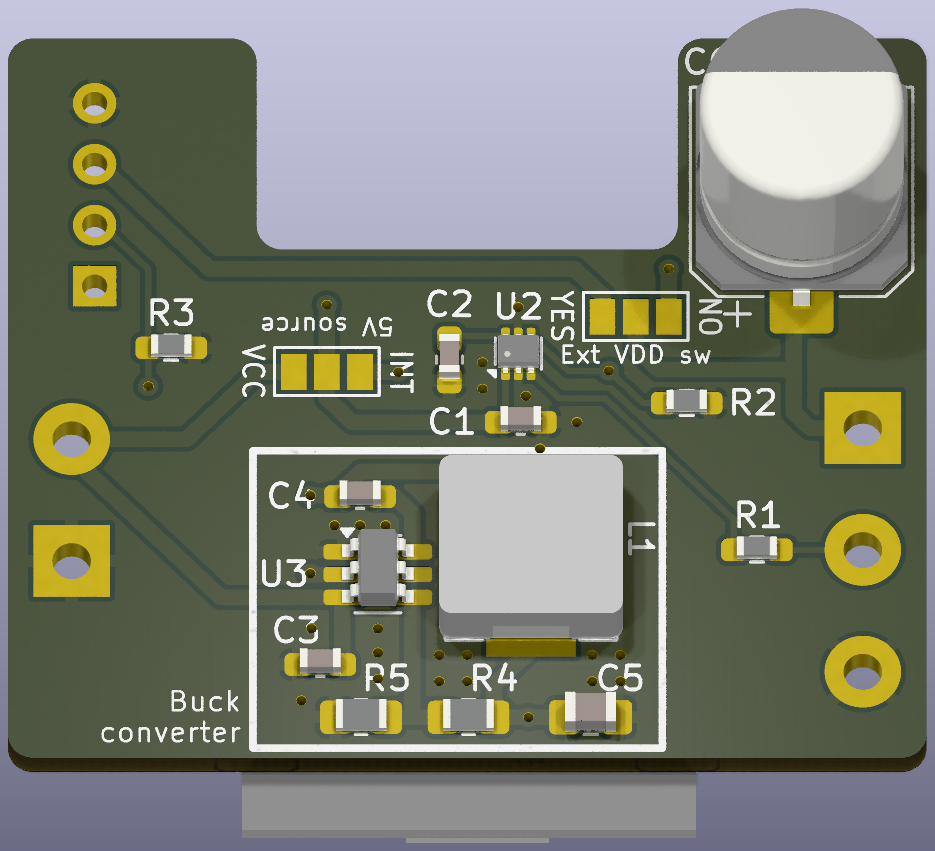 C
R3
5V source
VCC
INT
C2
U2
YES
NO
+
Ext VDD sw
C1
R2
C4
L1
R1
U3
C3
R5
R4
C5
Buck
converter